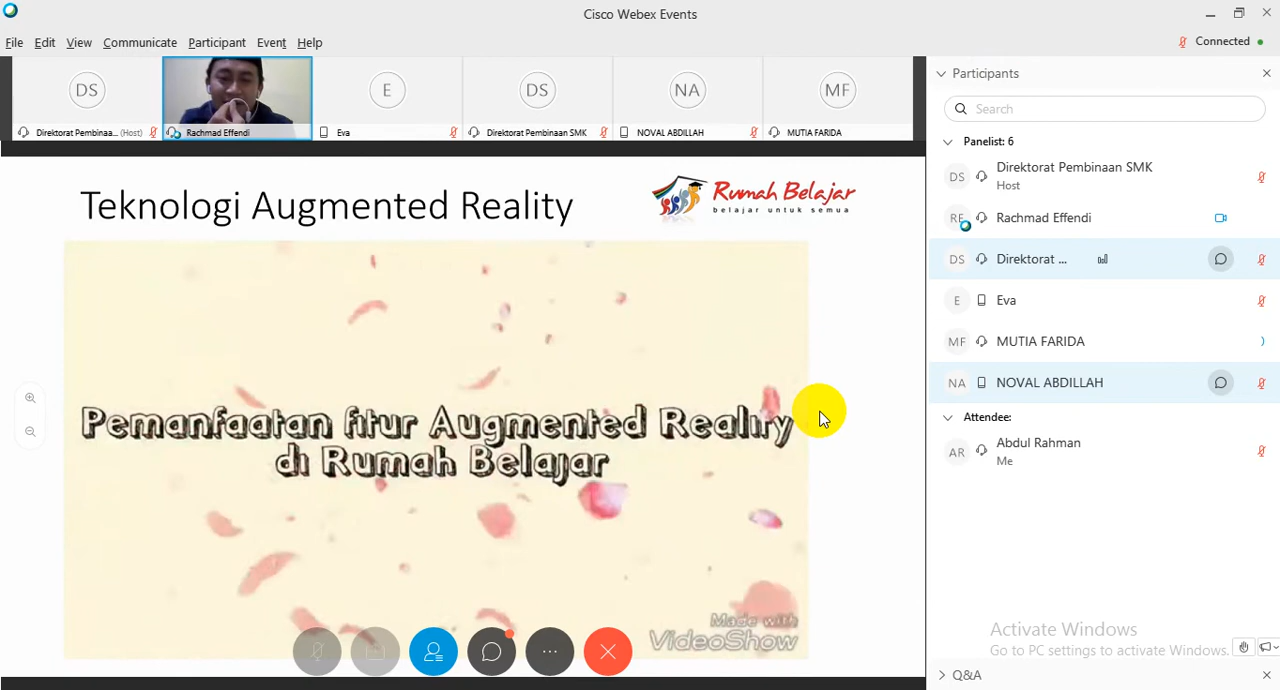 Cisco Webex Events
File Edit View Communicate Participant Event Help
Connected
DS
E
DS
NA
MF
Direktorat Pembinaa... (Host)
Rachmad Effendi
Eva
Direktorat Pembinaan SMK
NOVAL ABDILLAH
MUTIA FARIDA
Teknologi Augmented Reality
Rumah Belajar
belajar untuk semua
Pemanfaatan fitur Augmented Reality
di Rumah Belajar
Made with
VideoShow
Participants
Search
Panelist: 6
DS
Direktorat Pembinaan SMK
Host
RE
Rachmad Effendi
DS
Direktorat ...
E
Eva
MF
MUTIA FARIDA
NA
NOVAL ABDILLAH
Attendee:
AR
Abdul Rahman
Me
Activate Windows
Go to PC settings to activate Windows.
Q&A